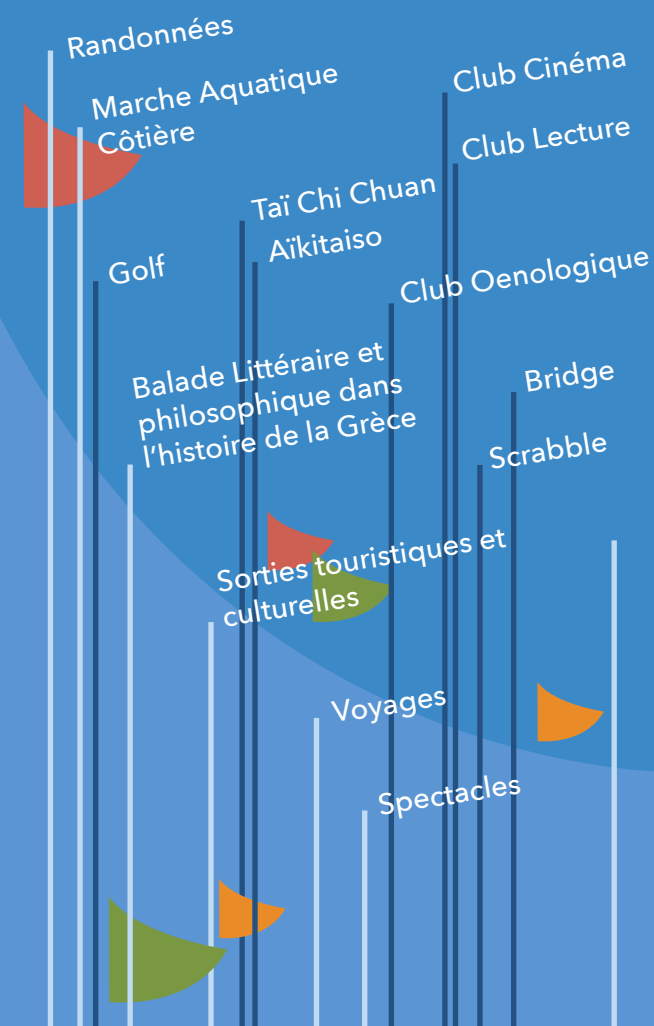 Randonnées
Marche Aquatique
Côtière
Golf
Taï Chi Chuan
Aïkitaiso
Club Cinéma
Club Lecture
Club Oenologique
Balade Littéraire et
philosophique dans
l'histoire de la Grèce
Bridge
Scrabble
Sorties touristiques et
culturelles
Voyages
Spectacles